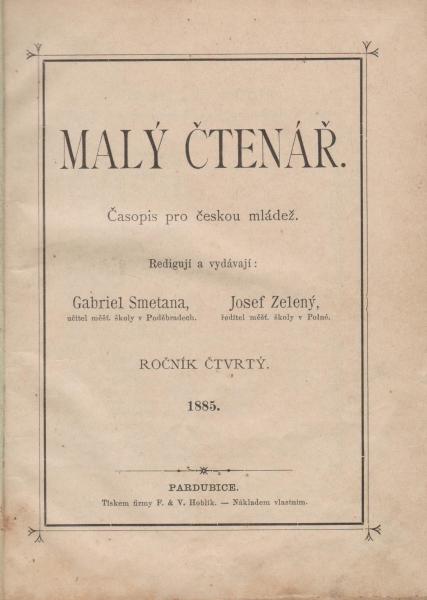 MALÝ ČTENÁŘ.
Časopis pro českou mládež.
Redigují a vydávají:
Gabriel Smetana,
učitel měšť. školy v Poděbradech.
Josef Zelený,
ředitel měšť. školy v Polné.
ROČNÍK ČTVRTÝ.
1885.
PARDUBICE.
Tiskem firmy F. & V. Hoblík. — Nákladem vlastním.